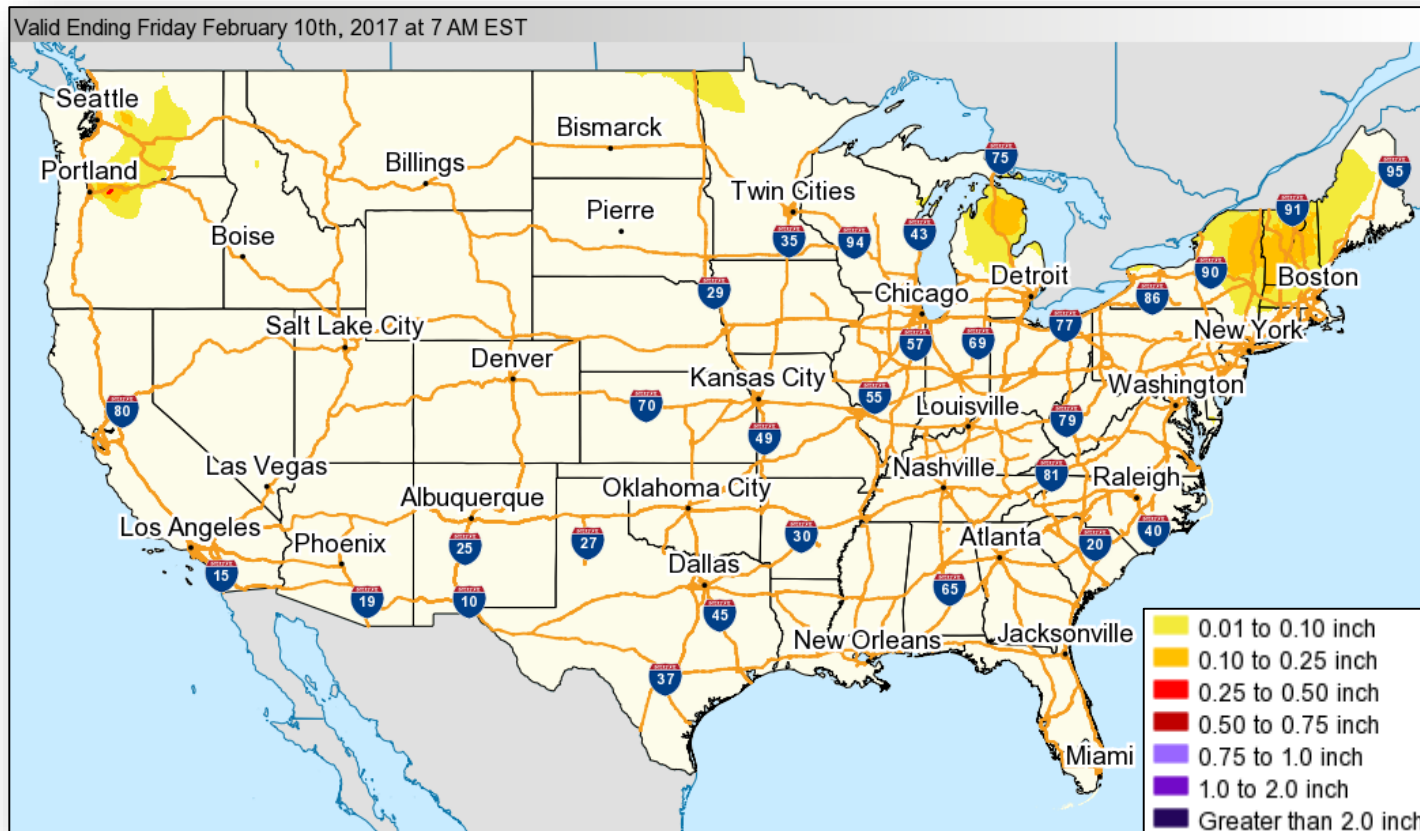 Valid Ending Friday February 10th, 2017 at 7 AM EST
Seattle
Portland
Boise
Billings
Bismarck
Pierre
Twin Cities
75
95
91
35
94
43
90
Boston
Detroit
86
29
Chicago
77
New York
57
69
Salt Lake City
Denver
Kansas City
Washington
80
70
55
Louisville
79
49
Las Vegas
Albuquerque
Oklahoma City
Nashville
81
Raleigh
Los Angeles
Phoenix
25
27
30
Atlanta
20
40
15
19
10
Dallas
45
65
New Orleans
Jacksonville
37
Miami
0.01 to 0.10 inch
0.10 to 0.25 inch
0.25 to 0.50 inch
0.50 to 0.75 inch
0.75 to 1.0 inch
1.0 to 2.0 inch
Greater than 2.0 inch